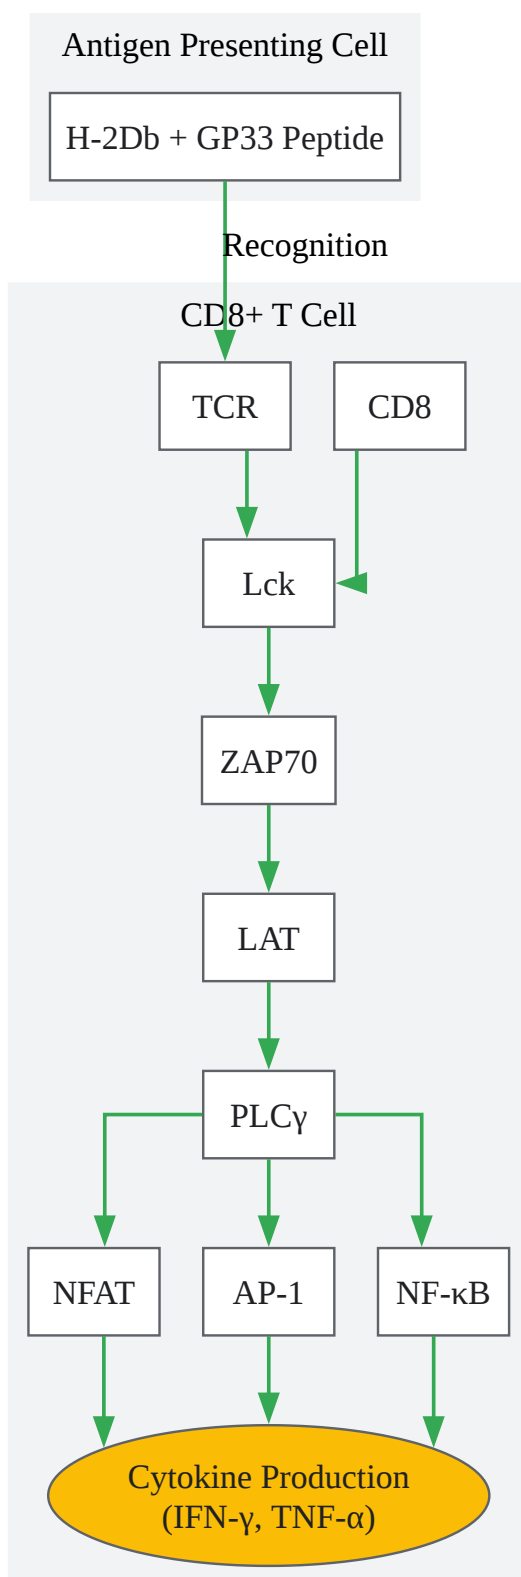 Antigen Presenting Cell
H-2Db + GP33 Peptide
Recognition
CD8+ T Cell
TCR
CD8
Lck
ZAP70
LAT
PLCγ
NFAT
AP-1
NF-κB
Cytokine Production
(IFN-γ, TNF-α)